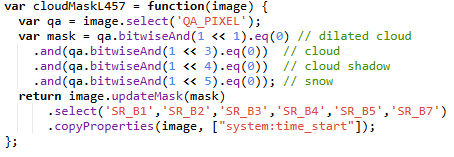 var cloudMaskL457 = function(image) {
var qa = image.select('QA_PIXEL');
var mask = qa.bitwiseAnd(1 << 1).eq(0) // dilated cloud
.and(qa.bitwiseAnd(1 << 3).eq(0)) // cloud
.and(qa.bitwiseAnd(1 << 4).eq(0)) // cloud shadow
.and(qa.bitwiseAnd(1 << 5).eq(0)); // snow
return image.updateMask(mask)
.select('SR_B1','SR_B2','SR_B3','SR_B4','SR_B5','SR_B7')
.copyProperties(image, ["system:time_start"]);
};